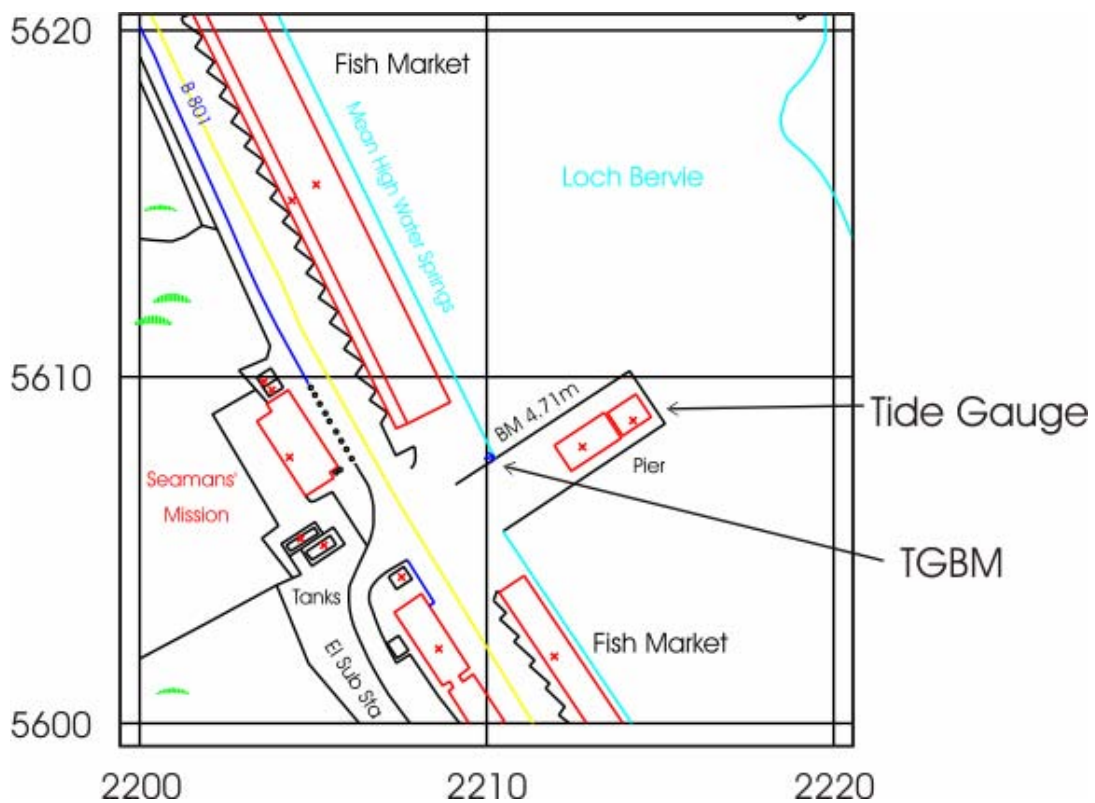 5620
Fish Market
B 801
Mean High Water Springs
Loch Bervie
5610
BM 4.71m
Tide Gauge
Pier
Seamans'
Mission
TGBM
Tanks
El Sub Sta
Fish Market
5600
2200
2210
2220